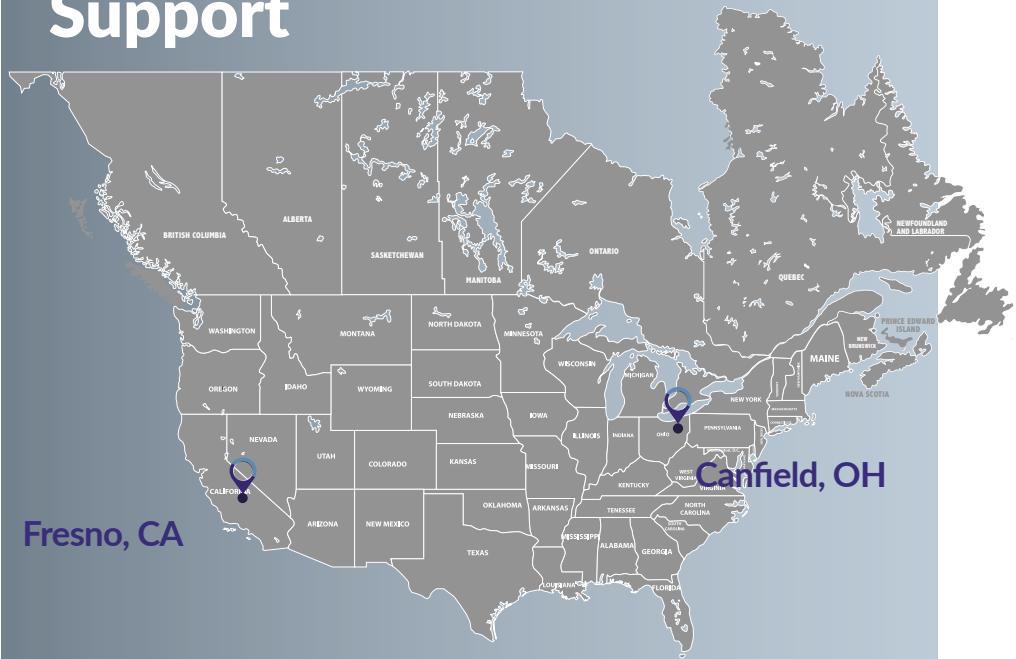 Support
ALBERTA
BRITISH COLUMBIA
SASKETCHEWAN
MANITOBA
ONTARIO
QUEBEC
NEWFOUNDLAND
AND LABRADOR
PRINCE EDWARD
ISLAND
NEW
BRUNSWICK
NOVA SCOTIA
MAINE
WASHINGTON
MONTANA
NORTH DAKOTA
MINNESOTA
WISCONSIN
MICHIGAN
NEW YORK
OREGON
IDAHO
WYOMING
SOUTH DAKOTA
NEBRASKA
IOWA
ILLINOIS
INDIANA
OHIO
PENNSYLVANIA
NEVADA
UTAH
COLORADO
KANSAS
MISSOURI
KENTUCKY
WEST
VIRGINIA
VIRGINIA
Canfield, OH
CALIFORNIA
Fresno, CA
ARIZONA
NEW MEXICO
OKLAHOMA
ARKANSAS
TENNESSEE
NORTH
CAROLINA
SOUTH
CAROLINA
TEXAS
MISSISSIPPI
ALABAMA
GEORGIA
LOUISIANA
FLORIDA
MASSACHUSETTS